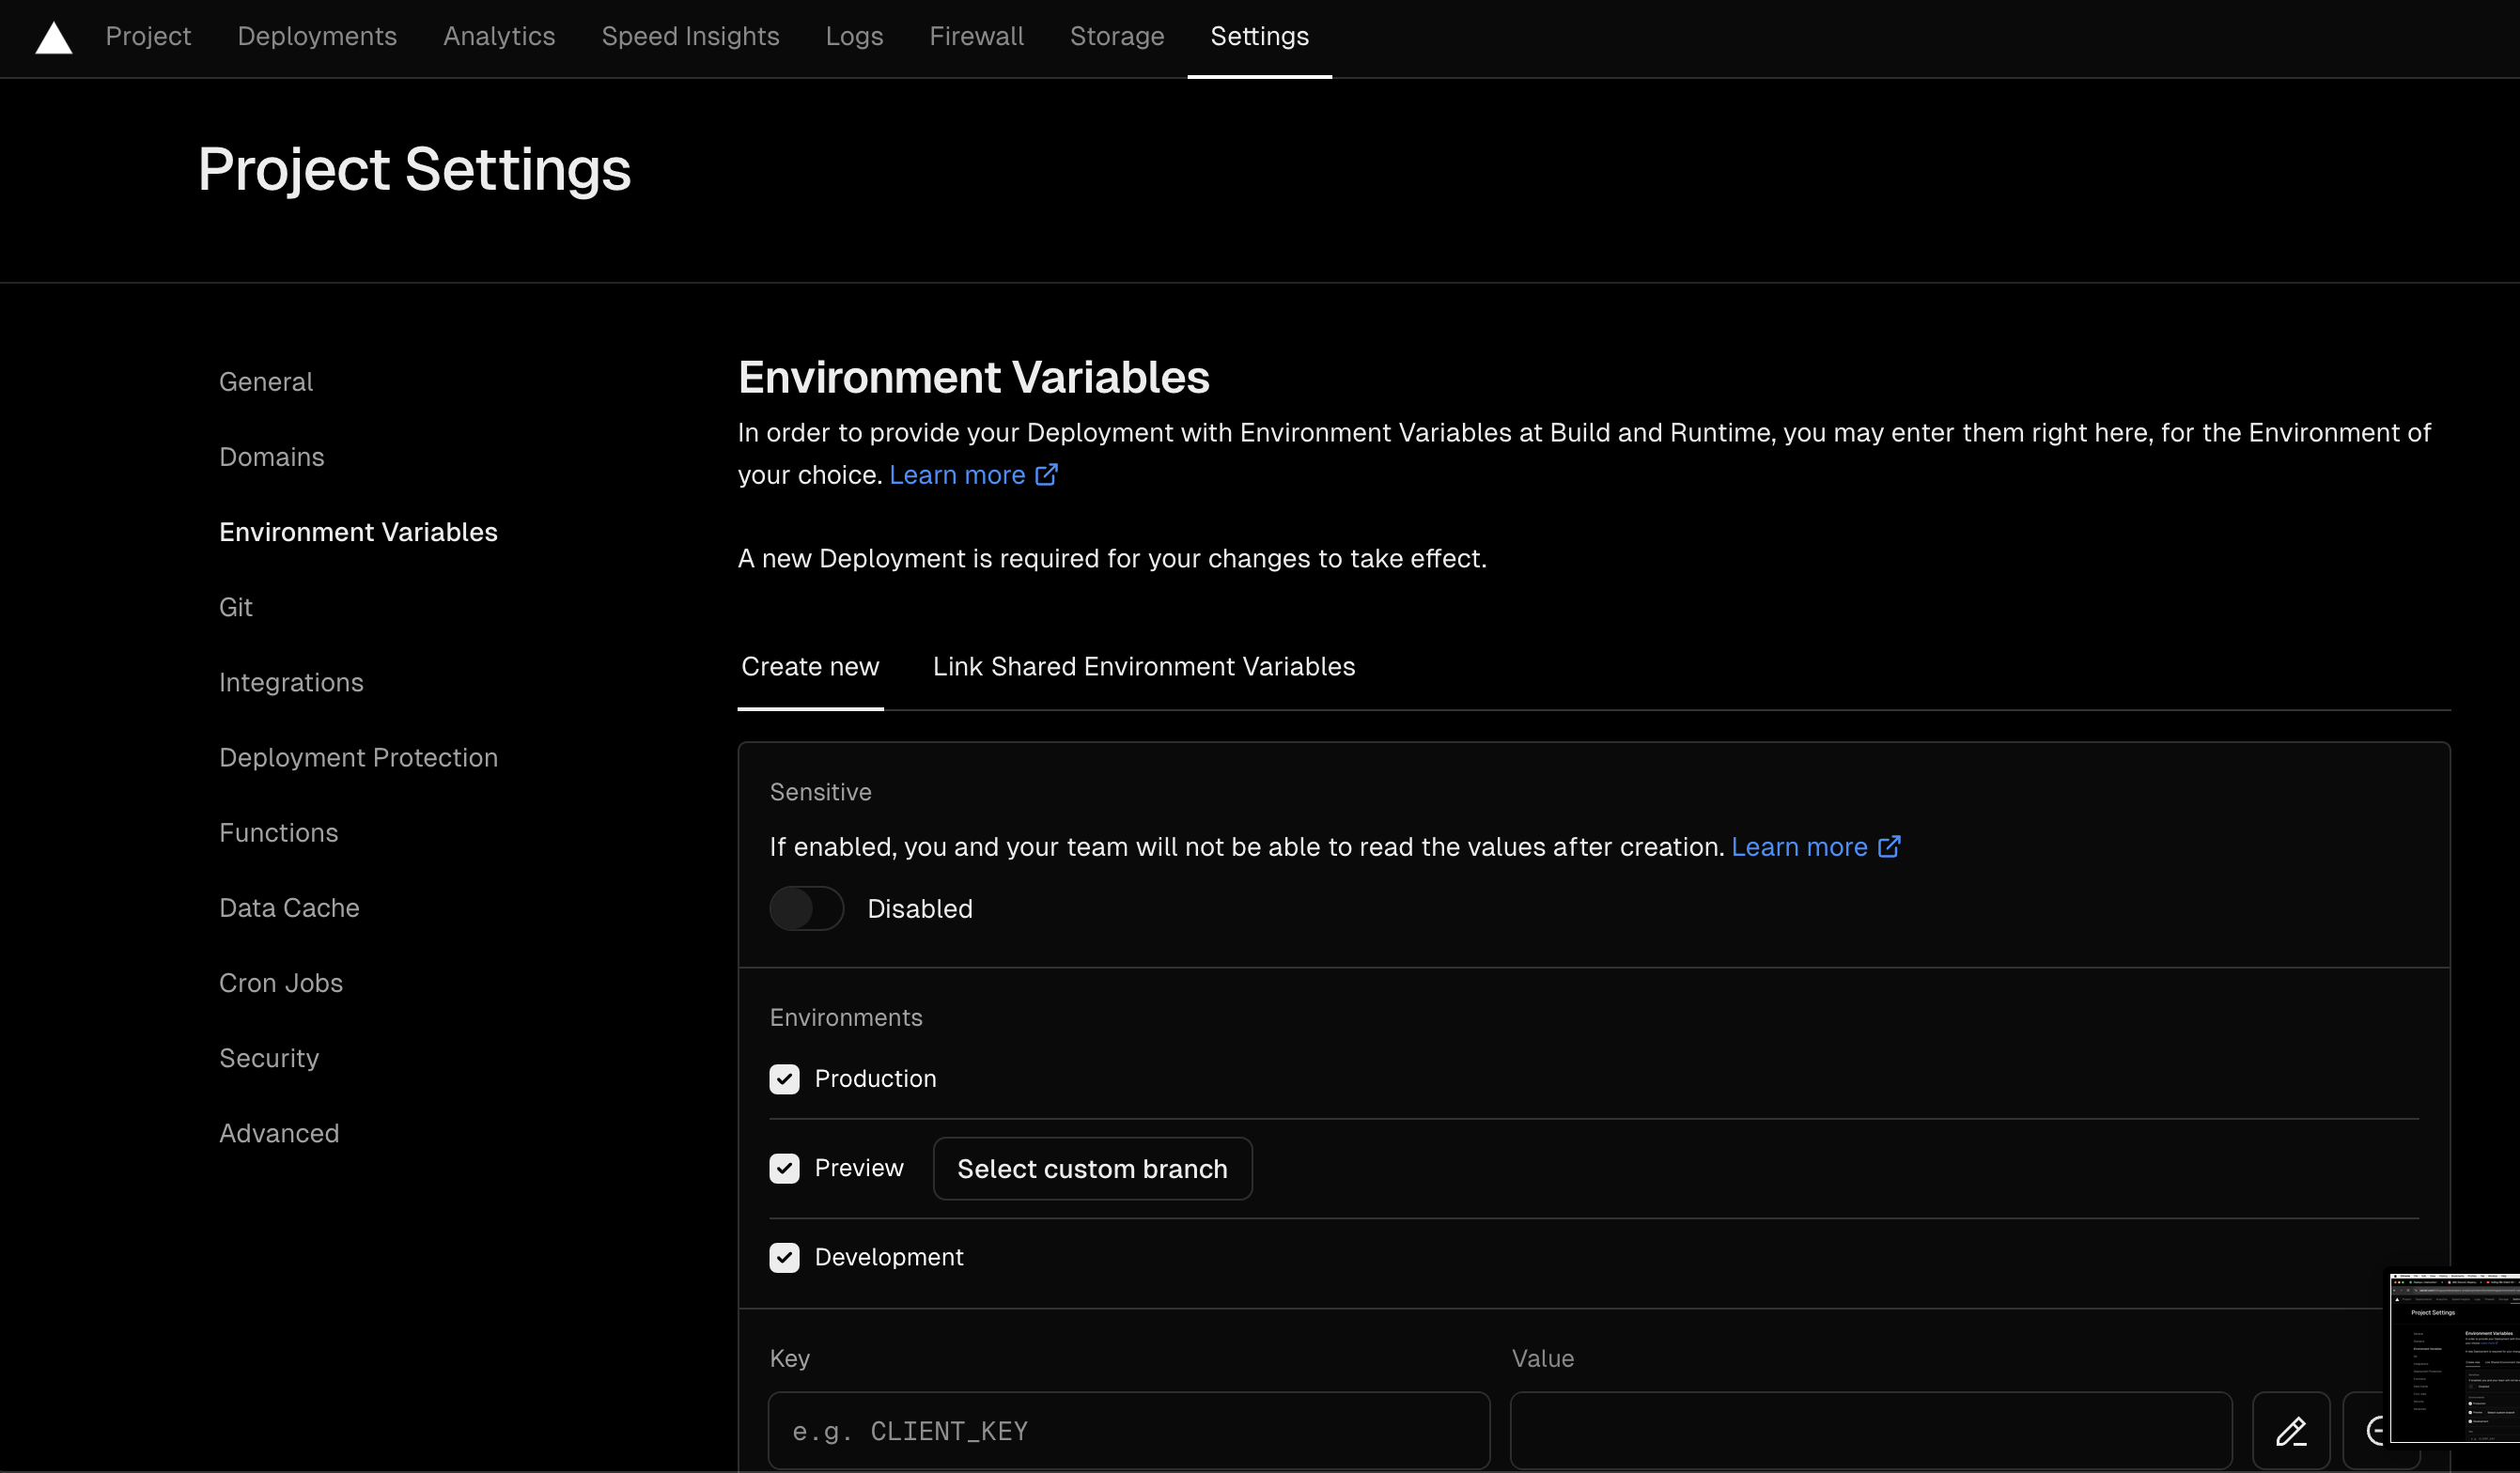 Project Deployments Analytics Speed Insights Logs Firewall Storage Settings
Project Settings
General
Domains
Environment Variables
Git
Integrations
Deployment Protection
Functions
Data Cache
Cron Jobs
Security
Advanced
Environment Variables
In order to provide your Deployment with Environment Variables at Build and Runtime, you may enter them right here, for the Environment of
your choice. Learn more
A new Deployment is required for your changes to take effect.
Create new Link Shared Environment Variables
Sensitive
If enabled, you and your team will not be able to read the values after creation. Learn more
Disabled
Environments
Production
Preview Select custom branch
Development
Key Value
e.g. CLIENT_KEY
Project Settings
Environment Variables